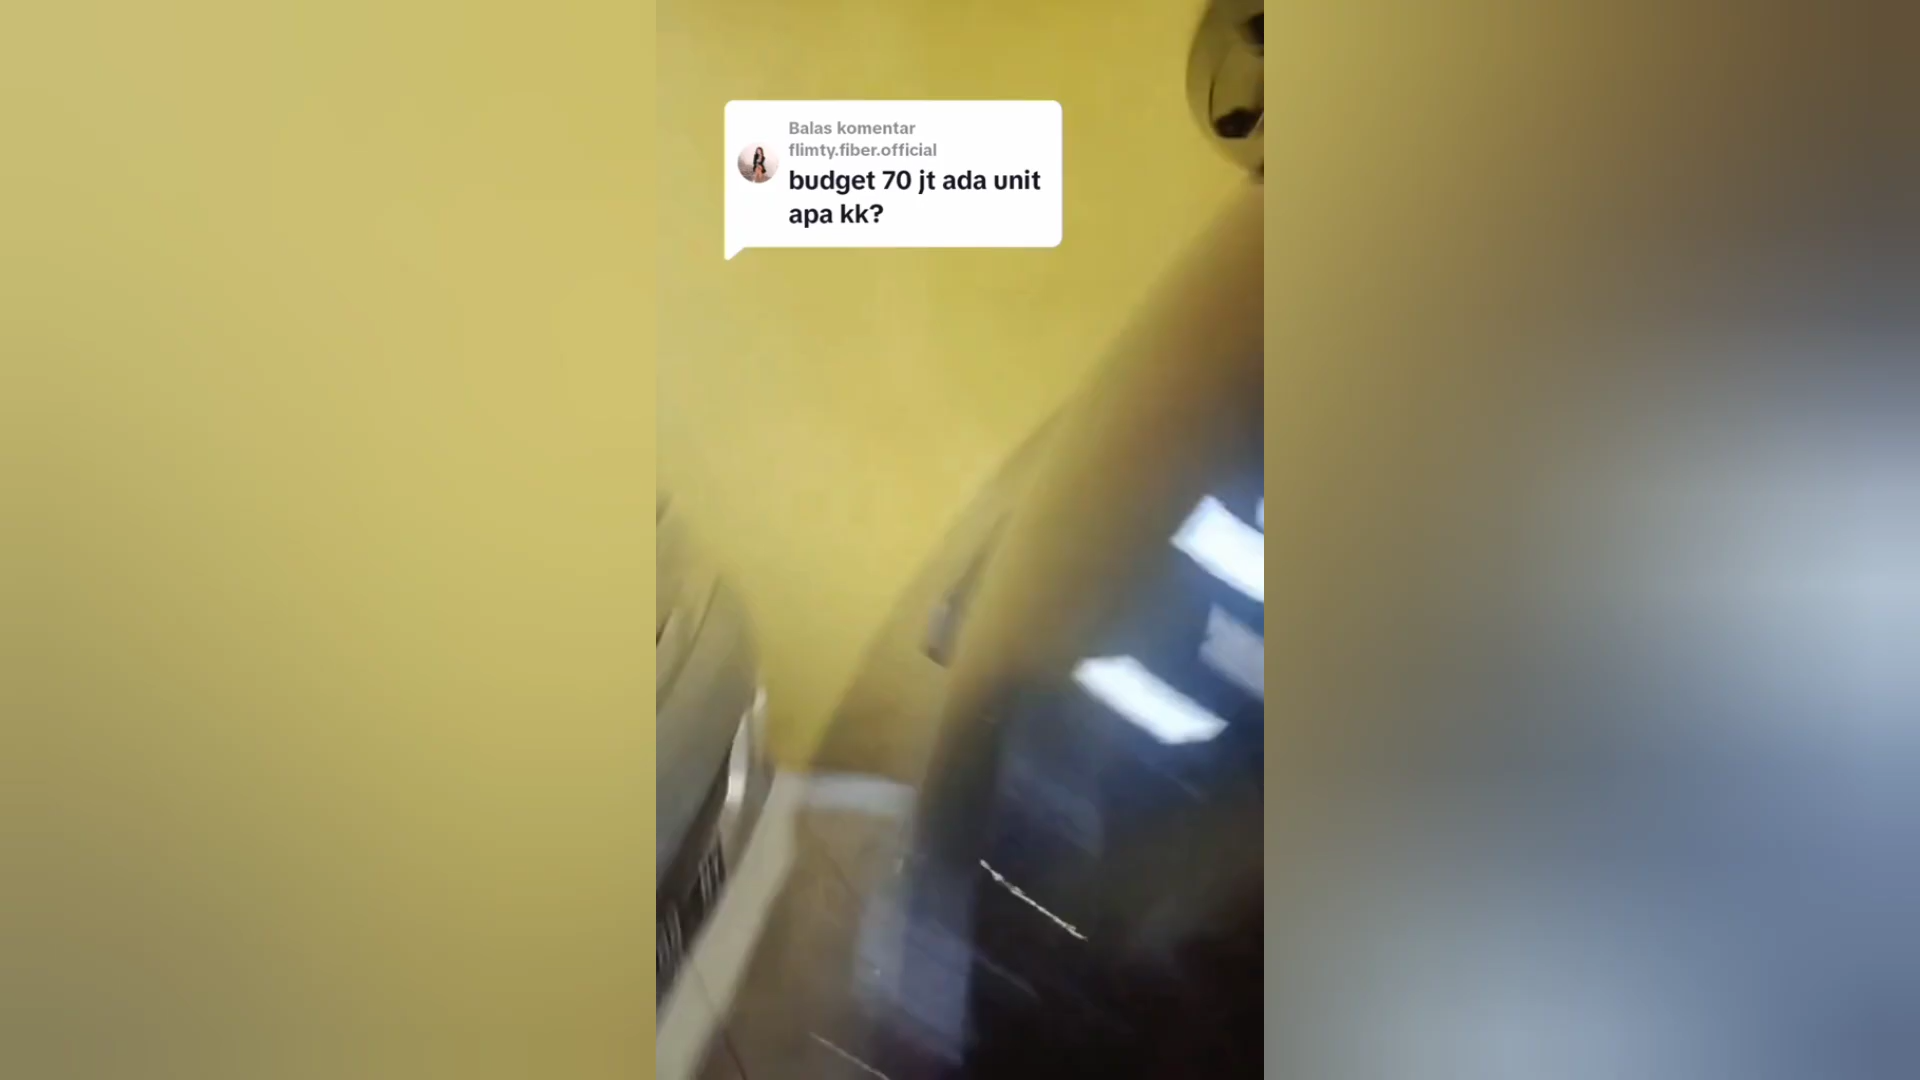 Balas komentar
flimty.fiber.official
budget 70 jt ada unit
apa kk?